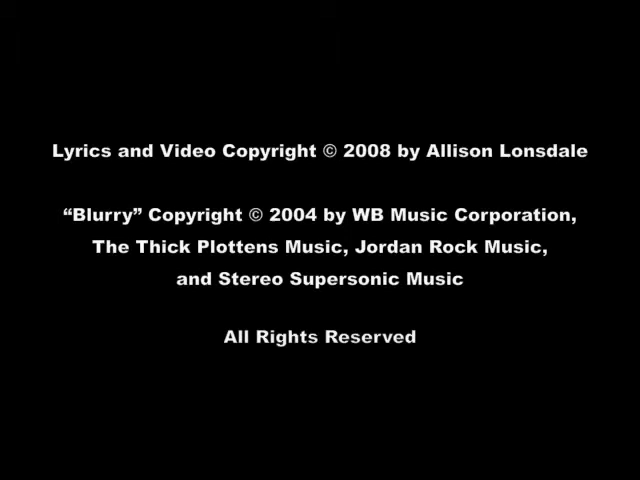 Lyrics and Video Copyright © 2008 by Allison Lonsdale
“Blurry” Copyright © 2004 by WB Music Corporation,
The Thick Plottens Music, Jordan Rock Music,
and Stereo Supersonic Music
All Rights Reserved